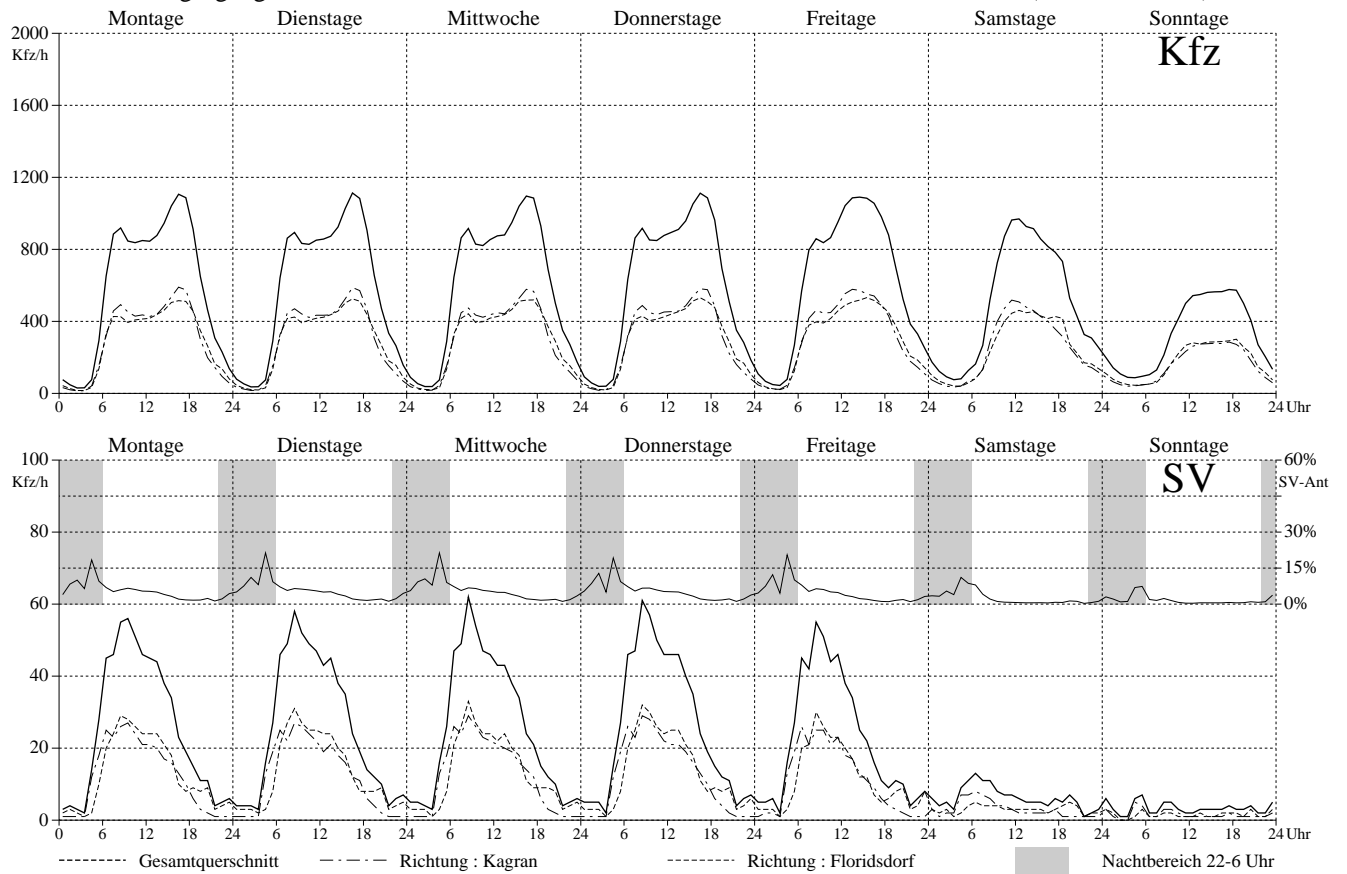 Montage Dienstage Mittwoche Donnerstage Freitage Samstage Sonntage
2000
Kfz/h
Kfz
1600
1200
800
400
0
0 6 12 18 24 6 12 18 24 6 12 18 24 6 12 18 24 6 12 18 24 6 12 18 24 6 12 18 24 Uhr
Montage Dienstage Mittwoche Donnerstage Freitage Samstage Sonntage
100 60%
Kfz/h SV SV-Ant
80 30%
15%
60 0%
40
20
0
0 6 12 18 24 6 12 18 24 6 12 18 24 6 12 18 24 6 12 18 24 6 12 18 24 6 12 18 24 Uhr
Gesamtquerschnitt Richtung : Kagran Richtung : Floridsdorf Nachtbereich 22-6 Uhr